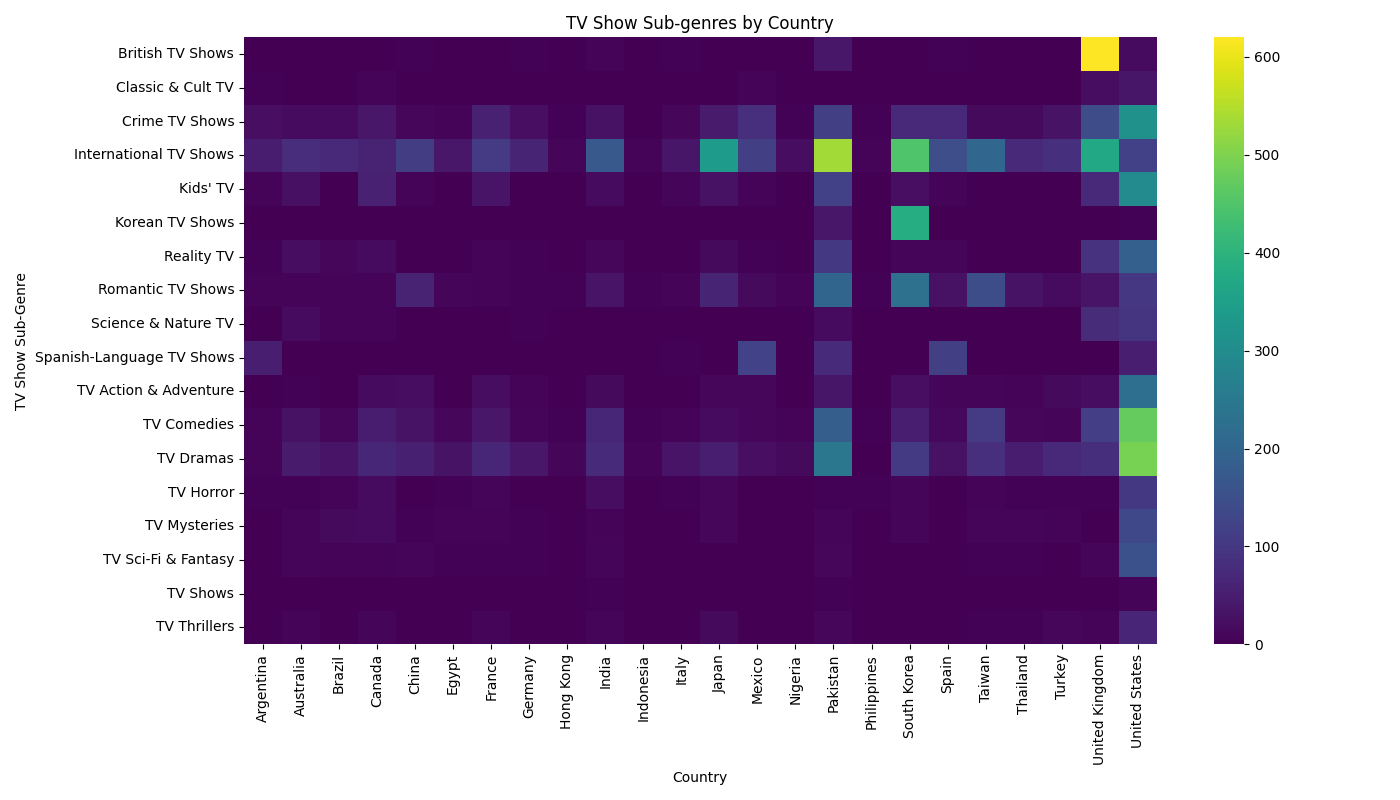 TV Show Sub-genres by Country
TV Show Sub-Genre
British TV Shows
Classic & Cult TV
Crime TV Shows
International TV Shows
Kids' TV
Korean TV Shows
Reality TV
Romantic TV Shows
Science & Nature TV
Spanish-Language TV Shows
TV Action & Adventure
TV Comedies
TV Dramas
TV Horror
TV Mysteries
TV Sci-Fi & Fantasy
TV Shows
TV Thrillers
Argentina
Australia
Brazil
Canada
China
Egypt
France
Germany
Hong Kong
India
Indonesia
Italy
Japan
Mexico
Nigeria
Pakistan
Philippines
South Korea
Spain
Taiwan
Thailand
Turkey
United Kingdom
United States
Country
600
500
400
300
200
100
0